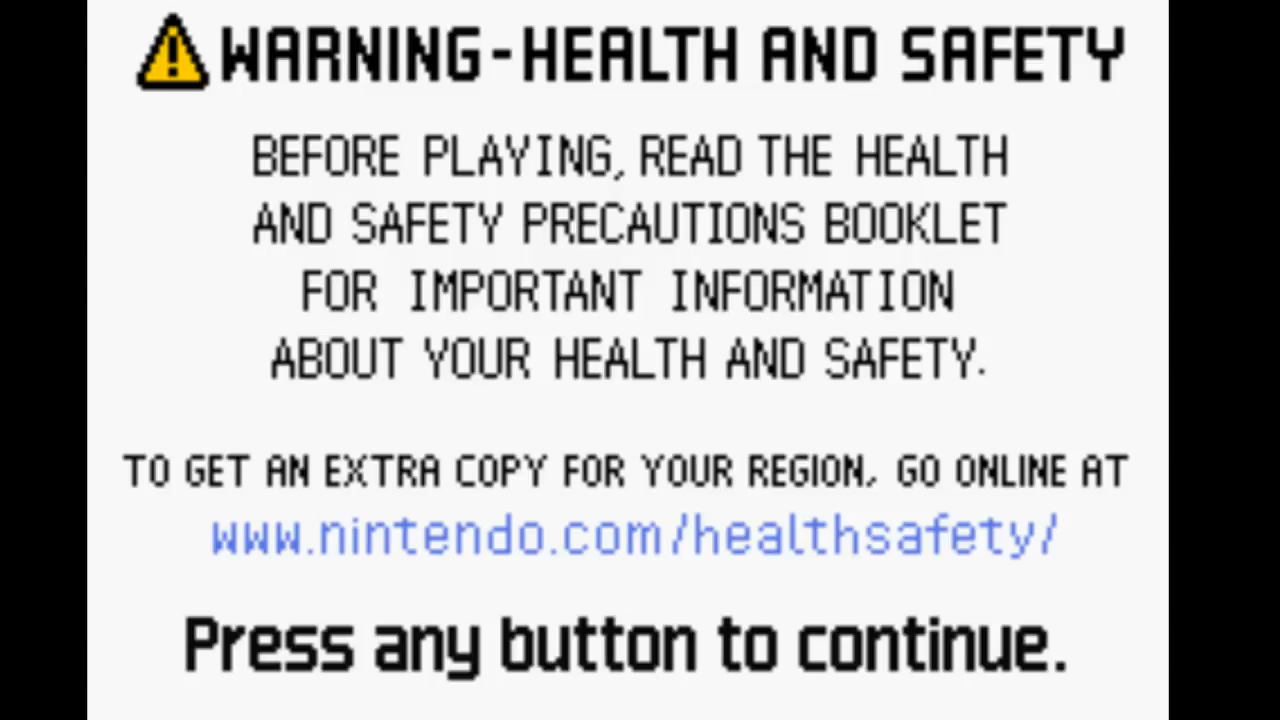 WARNING-HEALTH AND SAFETY
BEFORE PLAYING, READ THE HEALTH
AND SAFETY PRECAUTIONS BOOKLET
FOR IMPORTANT INFORMATION
ABOUT YOUR HEALTH AND SAFETY.
TO GET AN EXTRA COPY FOR YOUR REGION, GO ONLINE AT
www.nintendo.com/healthsafety/
Press any button to continue.